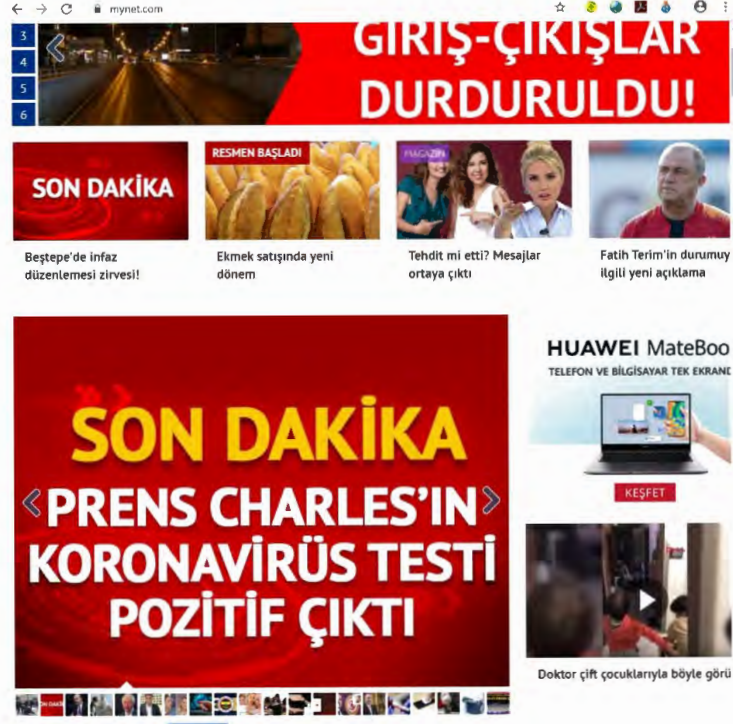 mynet.com
3
4
5
6
GİRİŞ-ÇIKIŞLAR
DURDURULDU!
SON DAKİKA
RESMEN BAŞLADI
MAGAZİN
Beştepe'de infaz
düzenlemesi zirvesi!
Ekmek satışında yeni
dönem
Tehdit mi etti? Mesajlar
ortaya çıktı
Fatih Terim'in durumuy
ilgili yeni açıklama
SON DAKİKA
PRENS CHARLES'IN
KORONAVİRÜS TESTİ
POZİTİF ÇIKTI
HUAWEI MateBoo
TELEFON VE BİLGİSAYAR TEK EKRAND
KEŞFET
Doktor çift çocuklarıyla böyle görü
SON DAKİKA